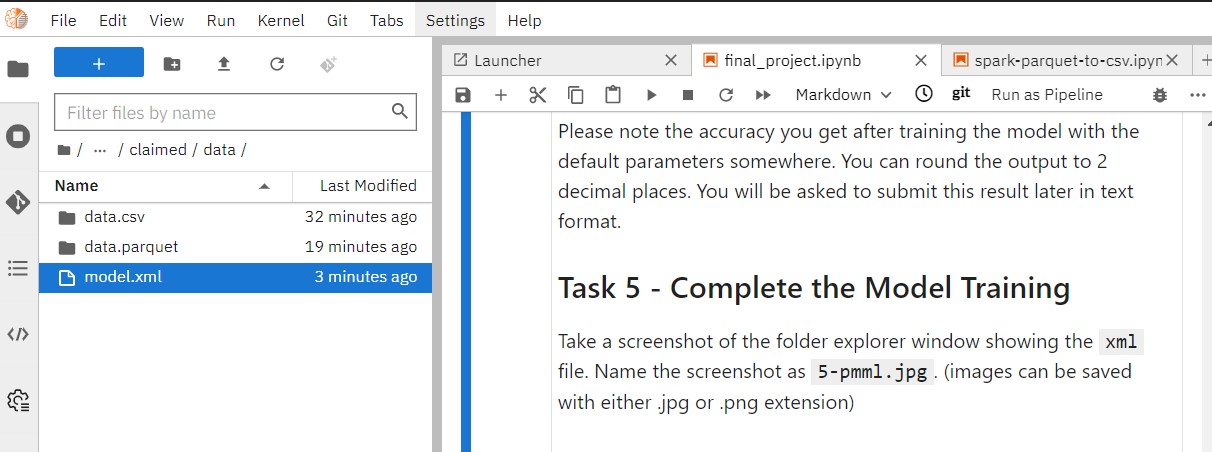 File Edit View Run Kernel Git Tabs Settings Help
+
Filter files by name
/ ··· / claimed / data /
Name Last Modified
data.csv 32 minutes ago
data.parquet 19 minutes ago
model.xml 3 minutes ago
Launcher final_project.ipynb spark-parquet-to-csv.ipyn
Markdown git Run as Pipeline
Please note the accuracy you get after training the model with the
default parameters somewhere. You can round the output to 2
decimal places. You will be asked to submit this result later in text
format.
Task 5 - Complete the Model Training
Take a screenshot of the folder explorer window showing the xml
file. Name the screenshot as 5-pmml.jpg. (images can be saved
with either .jpg or .png extension)